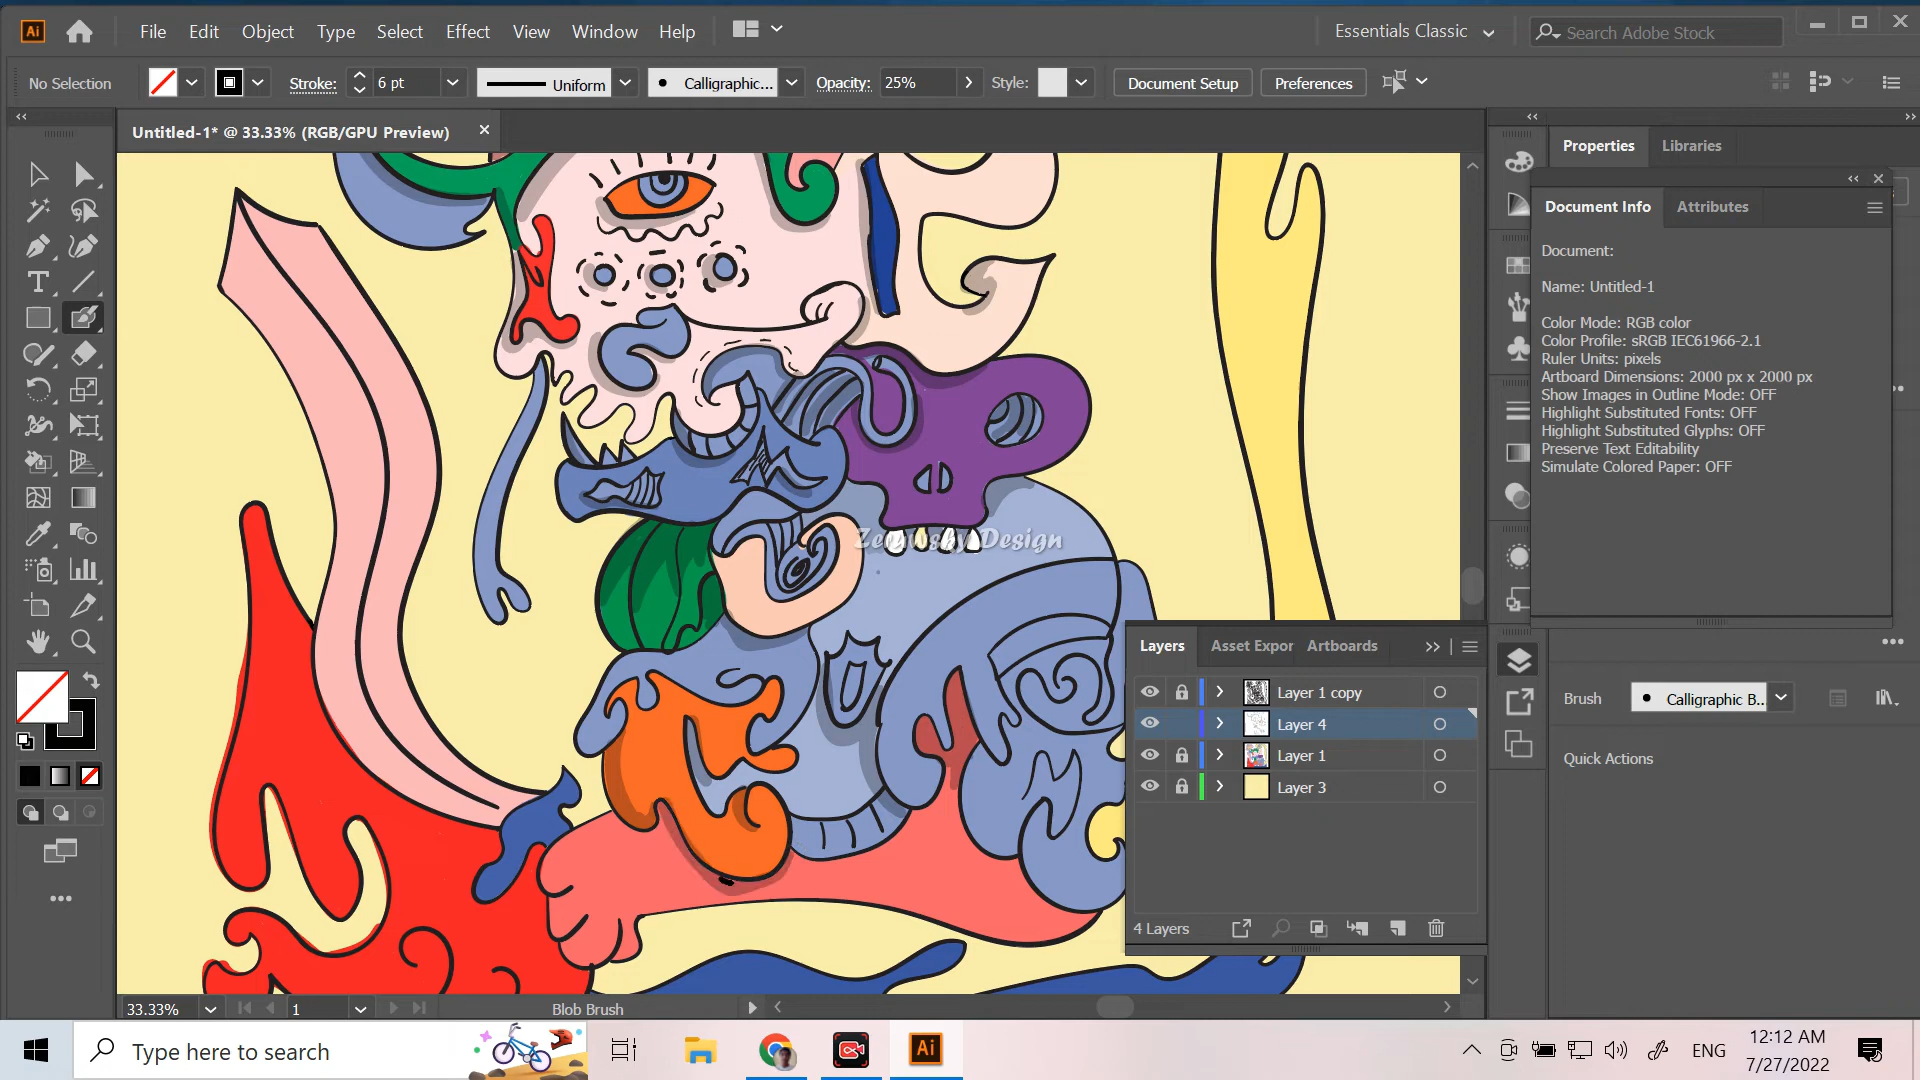 Ai File Edit Object Type Select Effect View Window Help Essentials Classic Search Adobe Stock
No Selection Stroke: 6 pt Uniform Calligraphic... Opacity: 25% Style: Document Setup Preferences
Untitled-1* @ 33.33% (RGB/GPU Preview)
Properties Libraries
Document Info Attributes
Document:
Name: Untitled-1
Color Mode: RGB color
Color Profile: sRGB IEC61966-2.1
Ruler Units: pixels
Artboard Dimensions: 2000 px x 2000 px
Show Images in Outline Mode: OFF
Highlight Substituted Fonts: OFF
Highlight Substituted Glyphs: OFF
Preserve Text Editability
Simulate Colored Paper: OFF
Design
Layers Asset Expor Artboards
Layer 1 copy
Layer 4
Layer 1
Layer 3
4 Layers
Brush Calligraphic B...
Quick Actions
33.33% 1 Blob Brush
Type here to search
Ai
ENG
12:12 AM
7/27/2022